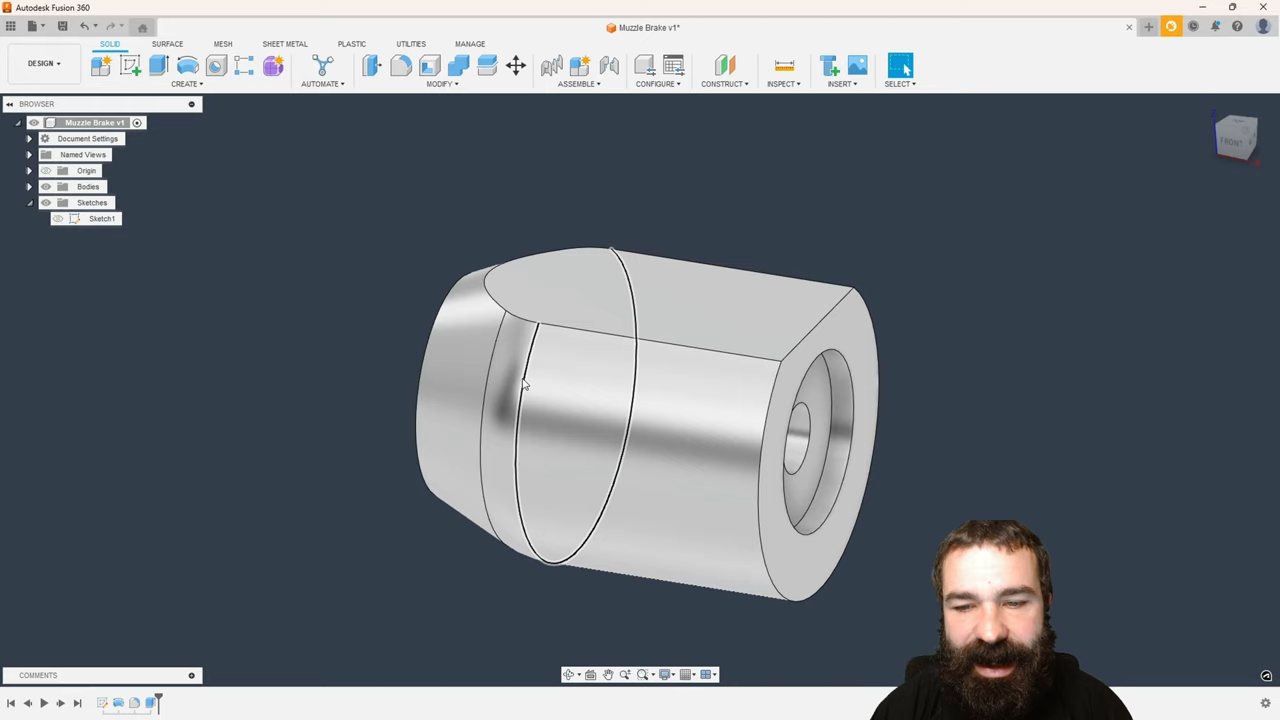 Autodesk Fusion 360
Muzzle Brake v1*
SOLID SURFACE MESH SHEET METAL PLASTIC UTILITIES MANAGE
DESIGN
CREATE AUTOMATE MODIFY ASSEMBLE CONFIGURE CONSTRUCT INSPECT INSERT SELECT
BROWSER
Muzzle Brake v1
Document Settings
Named Views
Origin
Bodies
Sketches
Sketch1
FRONT
COMMENTS